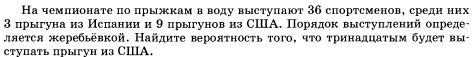 На чемпионате по прыжкам в воду выступают 36 спортсменов, среди них
3 прыгуна из Испании и 9 прыгунов из США. Порядок выступлений опреде-
ляется жеребьёвкой. Найдите вероятность того, что тринадцатым будет вы-
ступать прыгун из США.